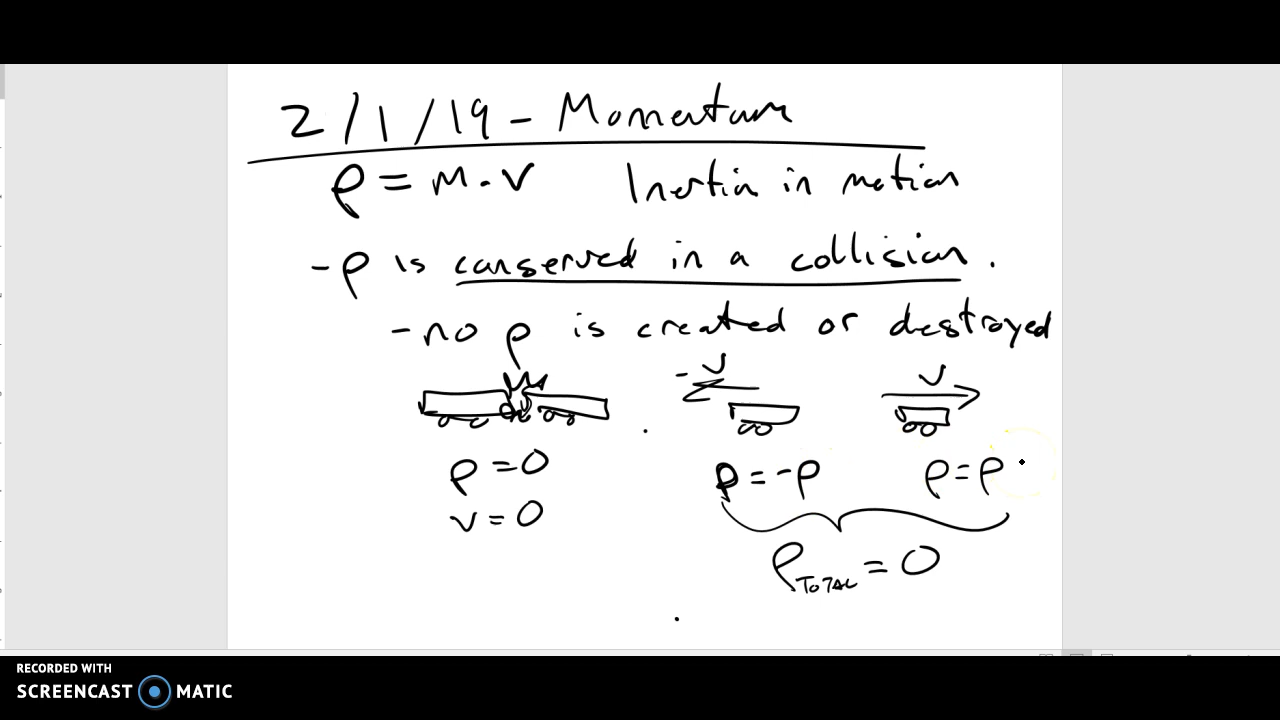 2/1/19 - Momentum
ρ = m · v   Inertia in motion
- ρ is conserved in a collision.
- no ρ is created or destroyed
- v   v
ρ = 0   ρ = -ρ   ρ = ρ
v = 0
ρTOTAL = 0
RECORDED WITH
SCREENCAST MATIC